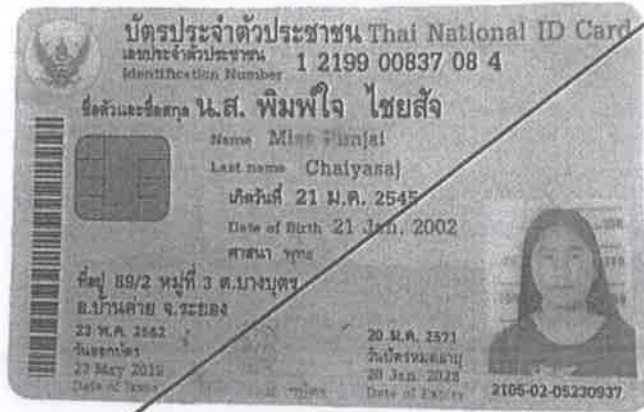 บัตรประจำตัวประชาชน Thai National ID Card
เลขประจำตัวประชาชน
Identification Number 1 2199 00837 08 4
ชื่อตัวและชื่อสกุล น.ส. พิมพ์ใจ ไชยสัจ
Name Miss Pimjai
Last name Chaiyasaj
เกิดวันที่ 21 ม.ค. 2545
Date of Birth 21 Jan. 2002
ศาสนา พุทธ
ที่อยู่ 89/2 หมู่ที่ 3 ต.บางบุตร
อ.บ้านค่าย จ.ระยอง
23 พ.ค. 2562
วันออกบัตร
23 May 2019
Date of Issue
20 ม.ค. 2571
วันบัตรหมดอายุ
20 Jan. 2028
Date of Expiry
2105-02-05230937